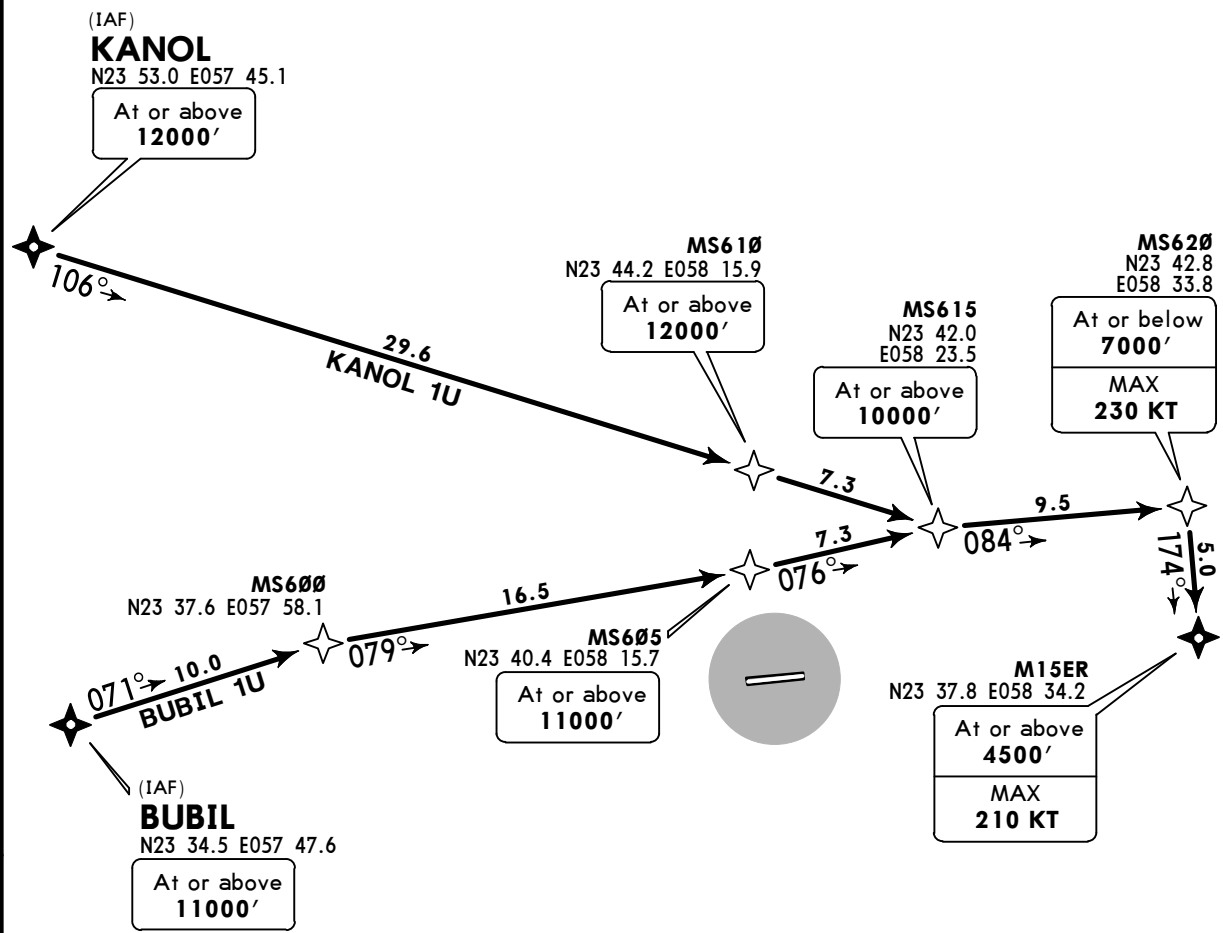 (IAF)
KANOL
N23 53.0 E057 45.1
At or above
12000′
106°
29.6
KANOL 1U
MS61Ø
N23 44.2 E058 15.9
At or above
12000′
7.3
MS615
N23 42.0
E058 23.5
At or above
10000′
MS62Ø
N23 42.8
E058 33.8
At or below
7000′
MAX
230 KT
9.5
084°
7.3
076°
5.0
174°
MS6ØØ
N23 37.6 E057 58.1
16.5
079°
MS6Ø5
N23 40.4 E058 15.7
At or above
11000′
071°
10.0
BUBIL 1U
M15ER
N23 37.8 E058 34.2
At or above
4500′
MAX
210 KT
(IAF)
BUBIL
N23 34.5 E057 47.6
At or above
11000′